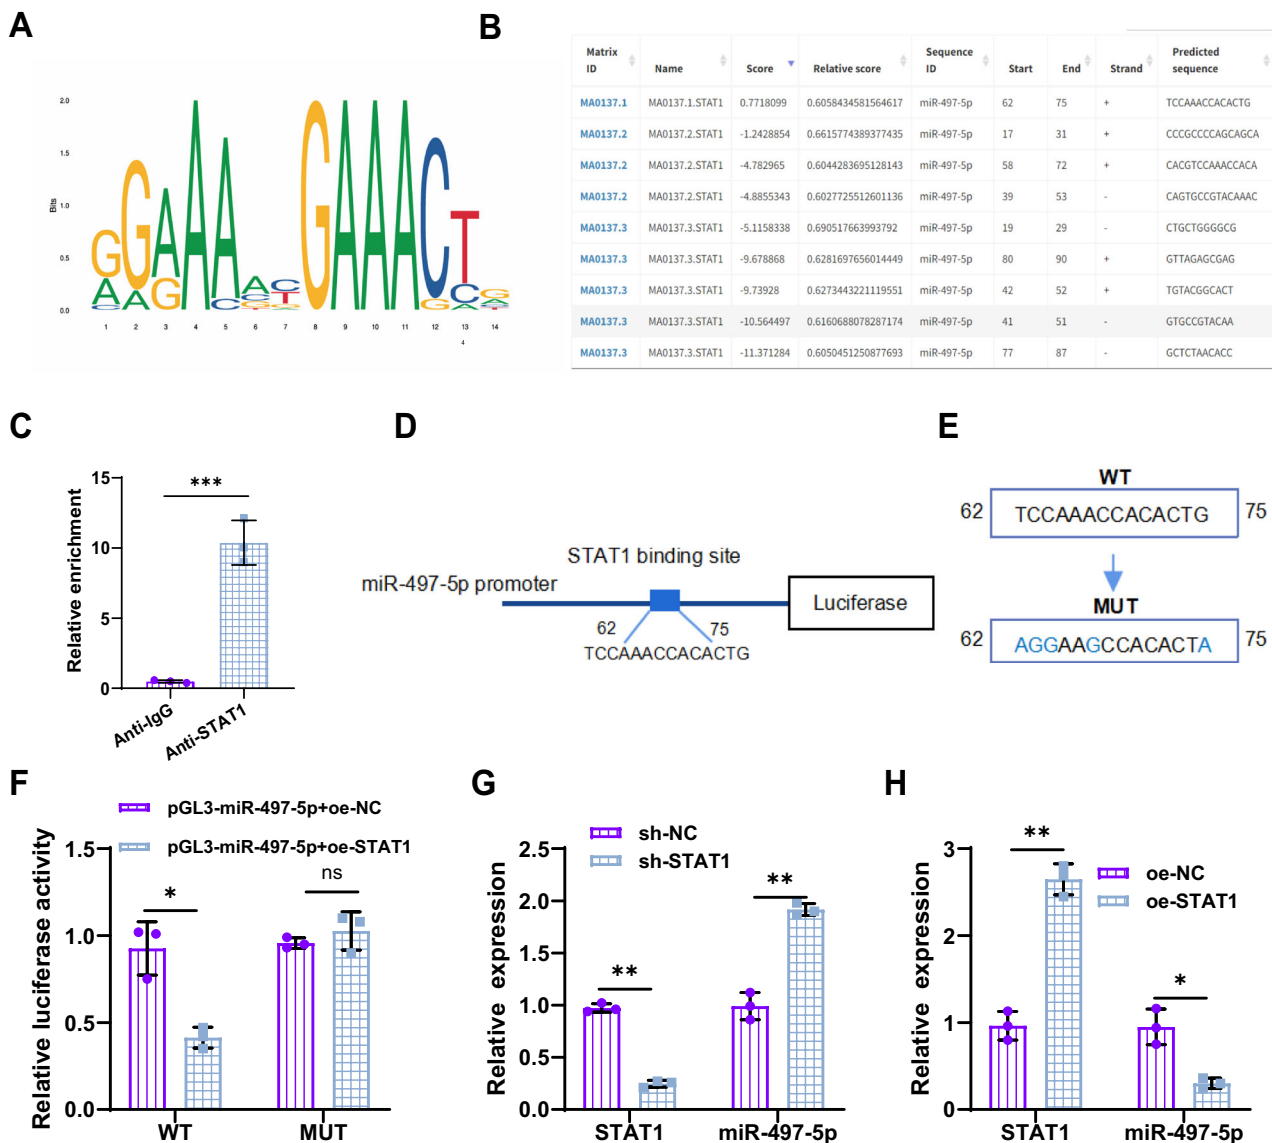 A
B
2.0
1.5
1.0
0.5
0.0
Bits
1 2 3 4 5 6 7 8 9 10 11 12 13 14
4
Matrix ID Name Score Relative score Sequence ID Start End Strand Predicted sequence
MA0137.1 MA0137.1.STAT1 0.7718099 0.6058434581564617 miR-497-5p 62 75 + TCCAAACCACACTG
MA0137.2 MA0137.2.STAT1 -1.2428854 0.6615774389377435 miR-497-5p 17 31 + CCCGCCCCAGCAGCA
MA0137.2 MA0137.2.STAT1 -4.782965 0.6044283695128143 miR-497-5p 58 72 + CACGTCCAAACCACA
MA0137.2 MA0137.2.STAT1 -4.8855343 0.6027725512601136 miR-497-5p 39 53 - CAGTGCCGTACAAAC
MA0137.3 MA0137.3.STAT1 -5.1158338 0.690517663993792 miR-497-5p 19 29 - CTGCTGGGGCG
MA0137.3 MA0137.3.STAT1 -9.678868 0.6281697656014449 miR-497-5p 80 90 + GTTAGAGCGAG
MA0137.3 MA0137.3.STAT1 -9.73928 0.6273443221119551 miR-497-5p 42 52 + TGTACGGCACT
MA0137.3 MA0137.3.STAT1 -10.564497 0.6160688078287174 miR-497-5p 41 51 - GTGCCGTACAA
MA0137.3 MA0137.3.STAT1 -11.371284 0.6050451250877693 miR-497-5p 77 87 - GCTCTAACACC
C
Relative enrichment
15
10
5
0
***
Anti-IgG
Anti-STAT1
D
STAT1 binding site
miR-497-5p promoter
Luciferase
62 75
TCCAAACCACACTG
E
WT
62 TCCAAACCACACTG 75
MUT
62 AGGAAGCCACACTA 75
F
pGL3-miR-497-5p+oe-NC
pGL3-miR-497-5p+oe-STAT1
Relative luciferase activity
1.5
1.0
0.5
0.0
*
ns
WT MUT
G
sh-NC
sh-STAT1
Relative expression
2.5
2.0
1.5
1.0
0.5
0.0
**
**
STAT1 miR-497-5p
H
oe-NC
oe-STAT1
Relative expression
3
2
1
0
**
*
STAT1 miR-497-5p